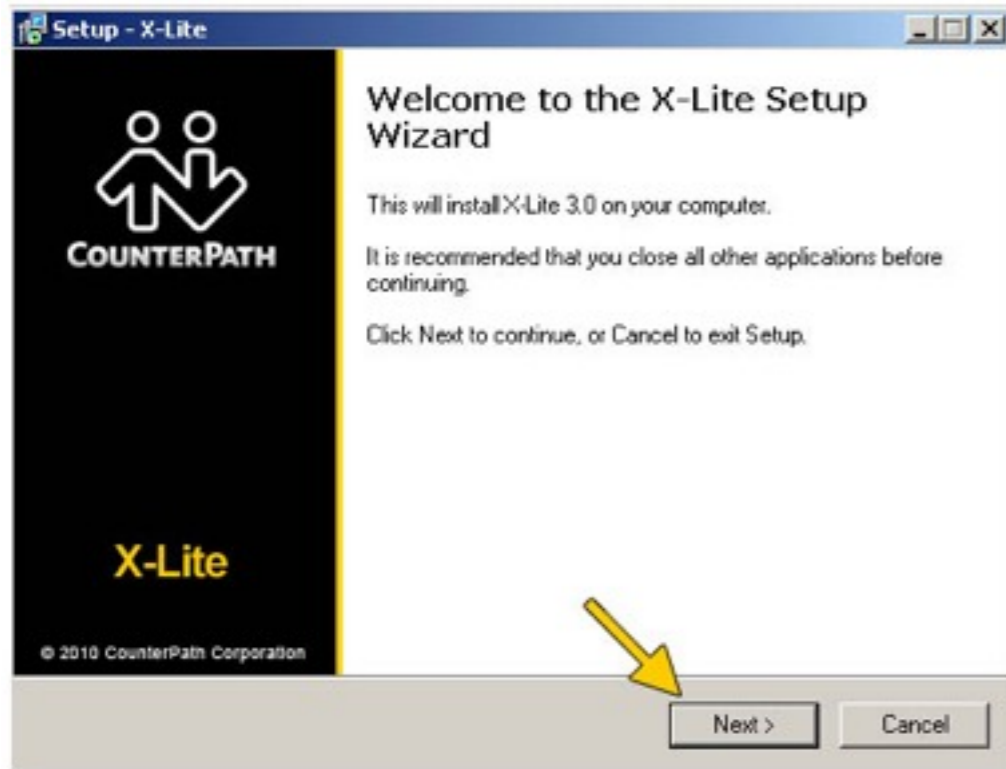 Setup - X-Lite
COUNTERPATH
X-Lite
© 2010 CounterPath Corporation
Welcome to the X-Lite Setup
Wizard
This will install X-Lite 3.0 on your computer.
It is recommended that you close all other applications before
continuing.
Click Next to continue, or Cancel to exit Setup.
Next >
Cancel